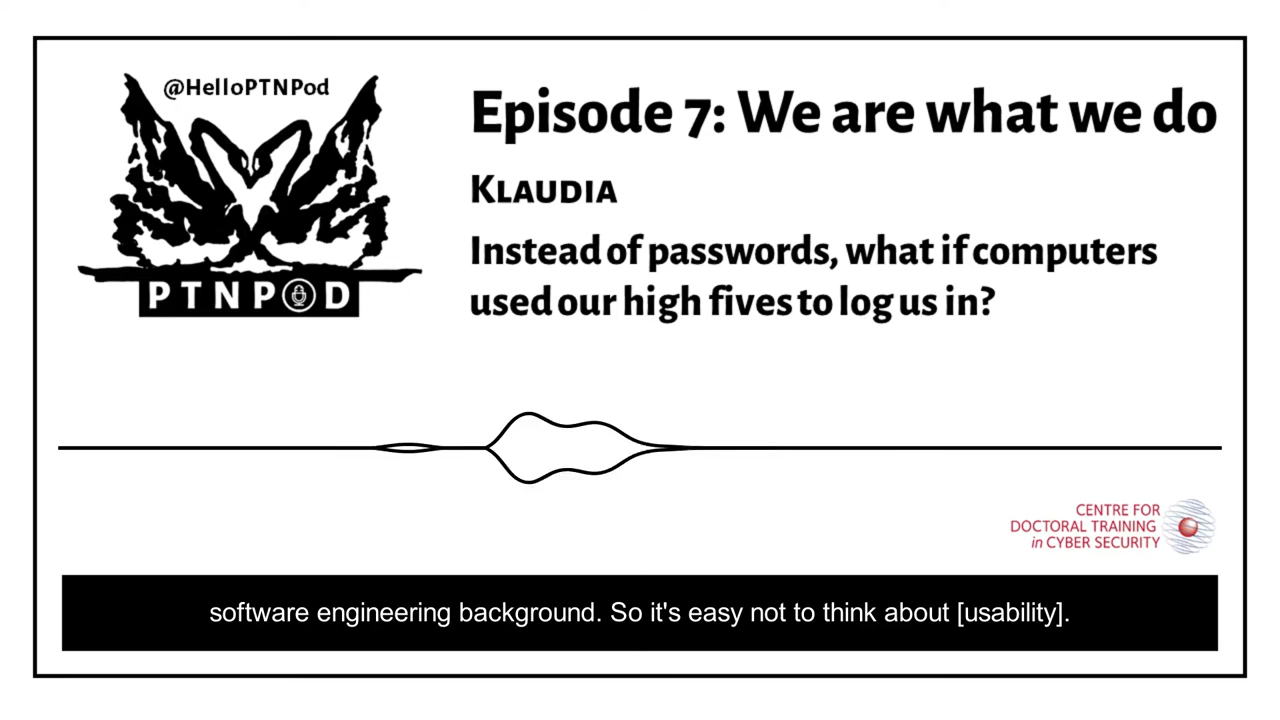 @HelloPTNPod
PTNPOD
Episode 7: We are what we do
Klaudia
Instead of passwords, what if computers
used our high fives to log us in?
CENTRE FOR
DOCTORAL TRAINING
in CYBER SECURITY
software engineering background. So it's easy not to think about [usability].